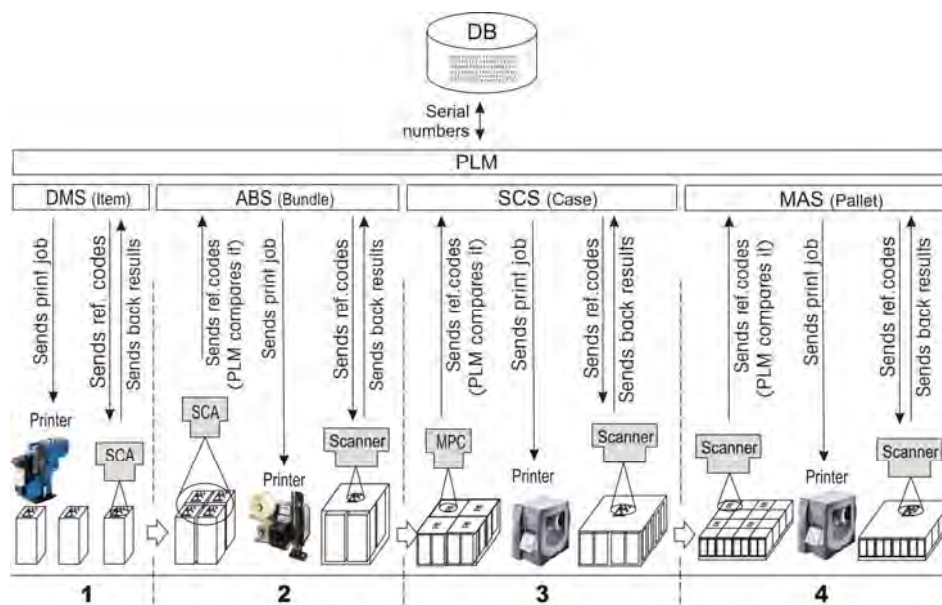 DB
Serial
numbers
PLM
DMS (Item)
ABS (Bundle)
SCS (Case)
MAS (Pallet)
Sends print job
Sends ref. codes
Sends back results
Sends ref.codes
(PLM compares it)
Sends print job
Sends ref.codes
Sends back results
Sends ref.codes
(PLM compares it)
Sends print job
Sends ref.codes
Sends back results
Sends ref.codes
(PLM compares it)
Sends print job
Sends ref.codes
Sends back results
Printer
SCA
SCA
Printer
Scanner
MPC
Printer
Scanner
Scanner
Printer
Scanner
1
2
3
4